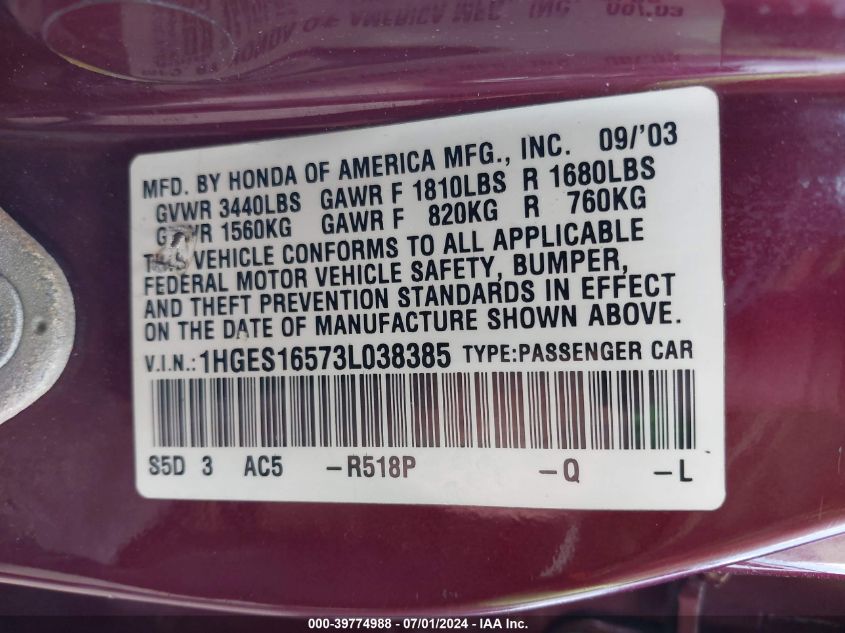 MFD. BY HONDA OF AMERICA MFG., INC. 09/'03
GVWR 3440LBS GAWR F 1810LBS R 1680LBS
GVWR 1560KG GAWR F 820KG R 760KG
THIS VEHICLE CONFORMS TO ALL APPLICABLE
FEDERAL MOTOR VEHICLE SAFETY, BUMPER,
AND THEFT PREVENTION STANDARDS IN EFFECT
ON THE DATE OF MANUFACTURE SHOWN ABOVE.
V.I.N.: 1HGES16573L038385 TYPE:PASSENGER CAR
S5D 3 AC5 -R518P -Q -L
000-39774988 - 07/01/2024 - IAA Inc.